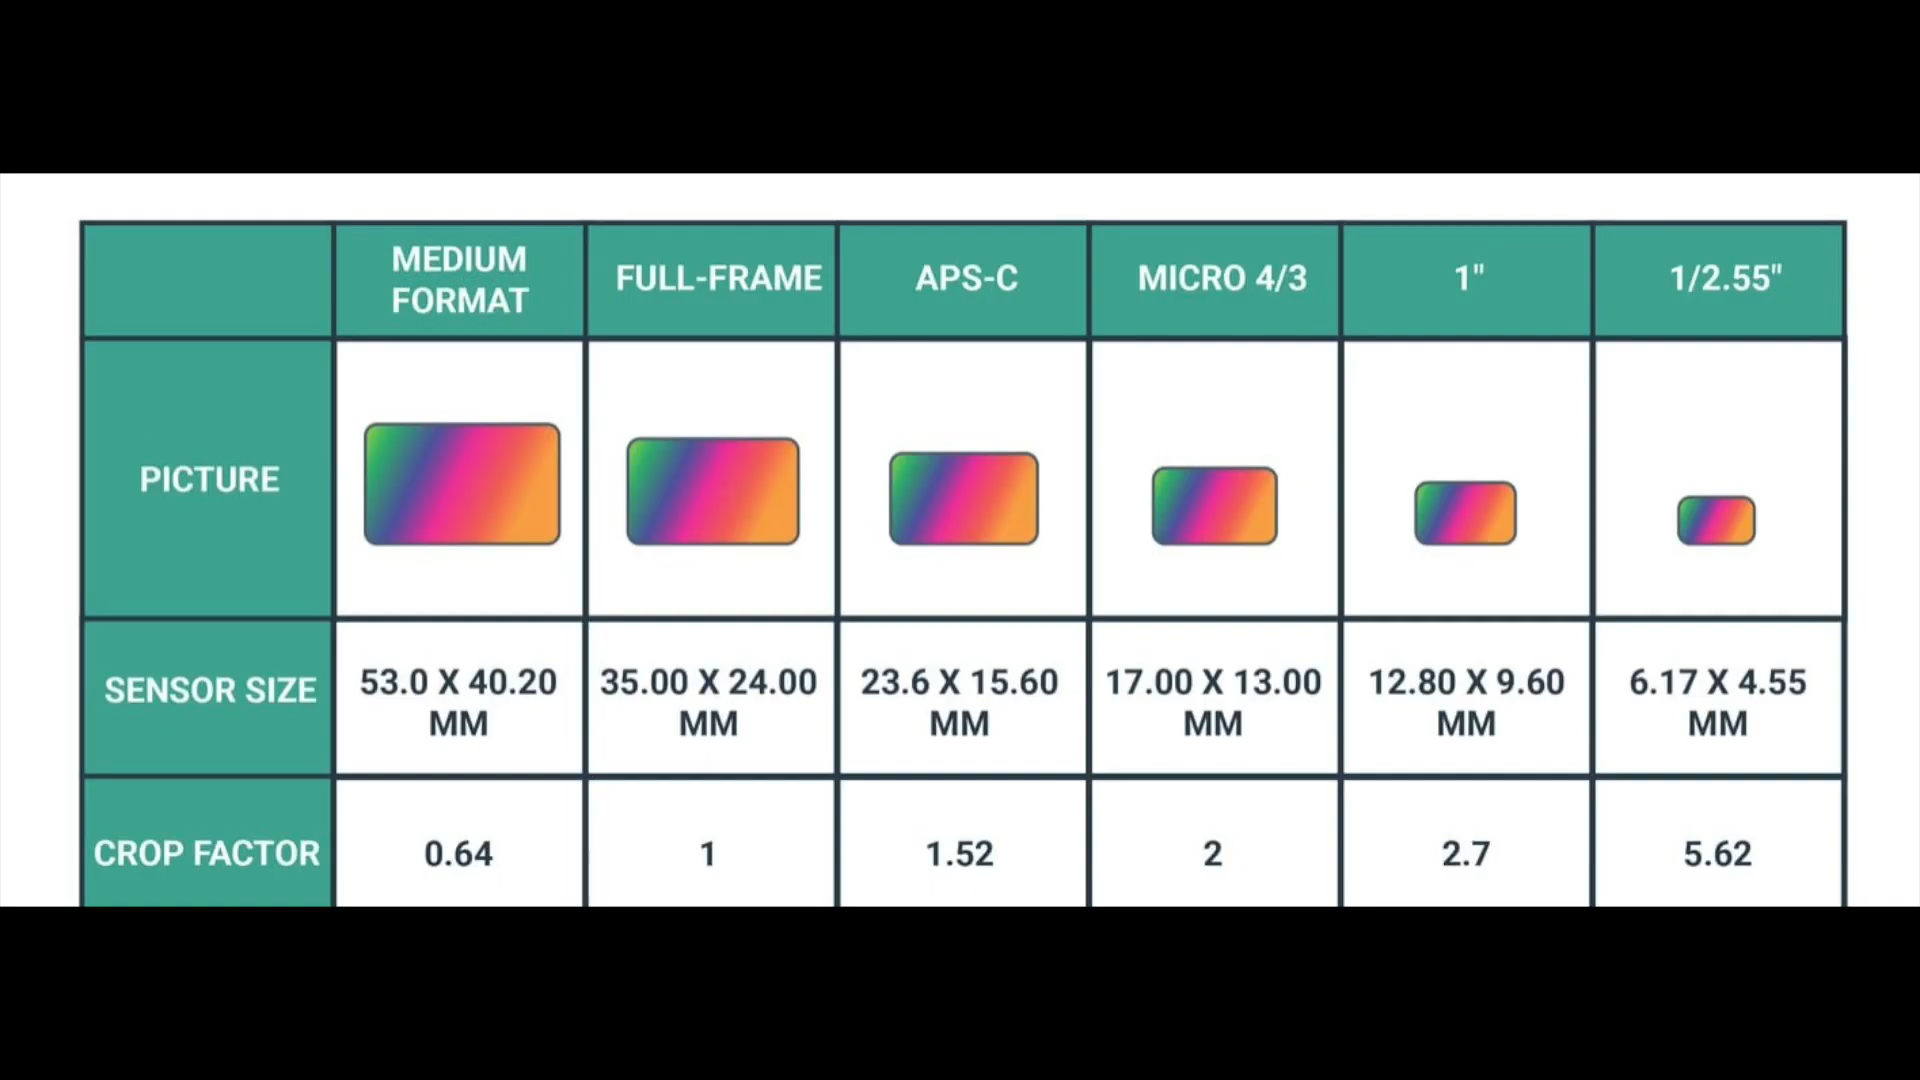 MEDIUM
FORMAT
FULL-FRAME
APS-C
MICRO 4/3
1"
1/2.55"
PICTURE
SENSOR SIZE
53.0 X 40.20
MM
35.00 X 24.00
MM
23.6 X 15.60
MM
17.00 X 13.00
MM
12.80 X 9.60
MM
6.17 X 4.55
MM
CROP FACTOR
0.64
1
1.52
2
2.7
5.62